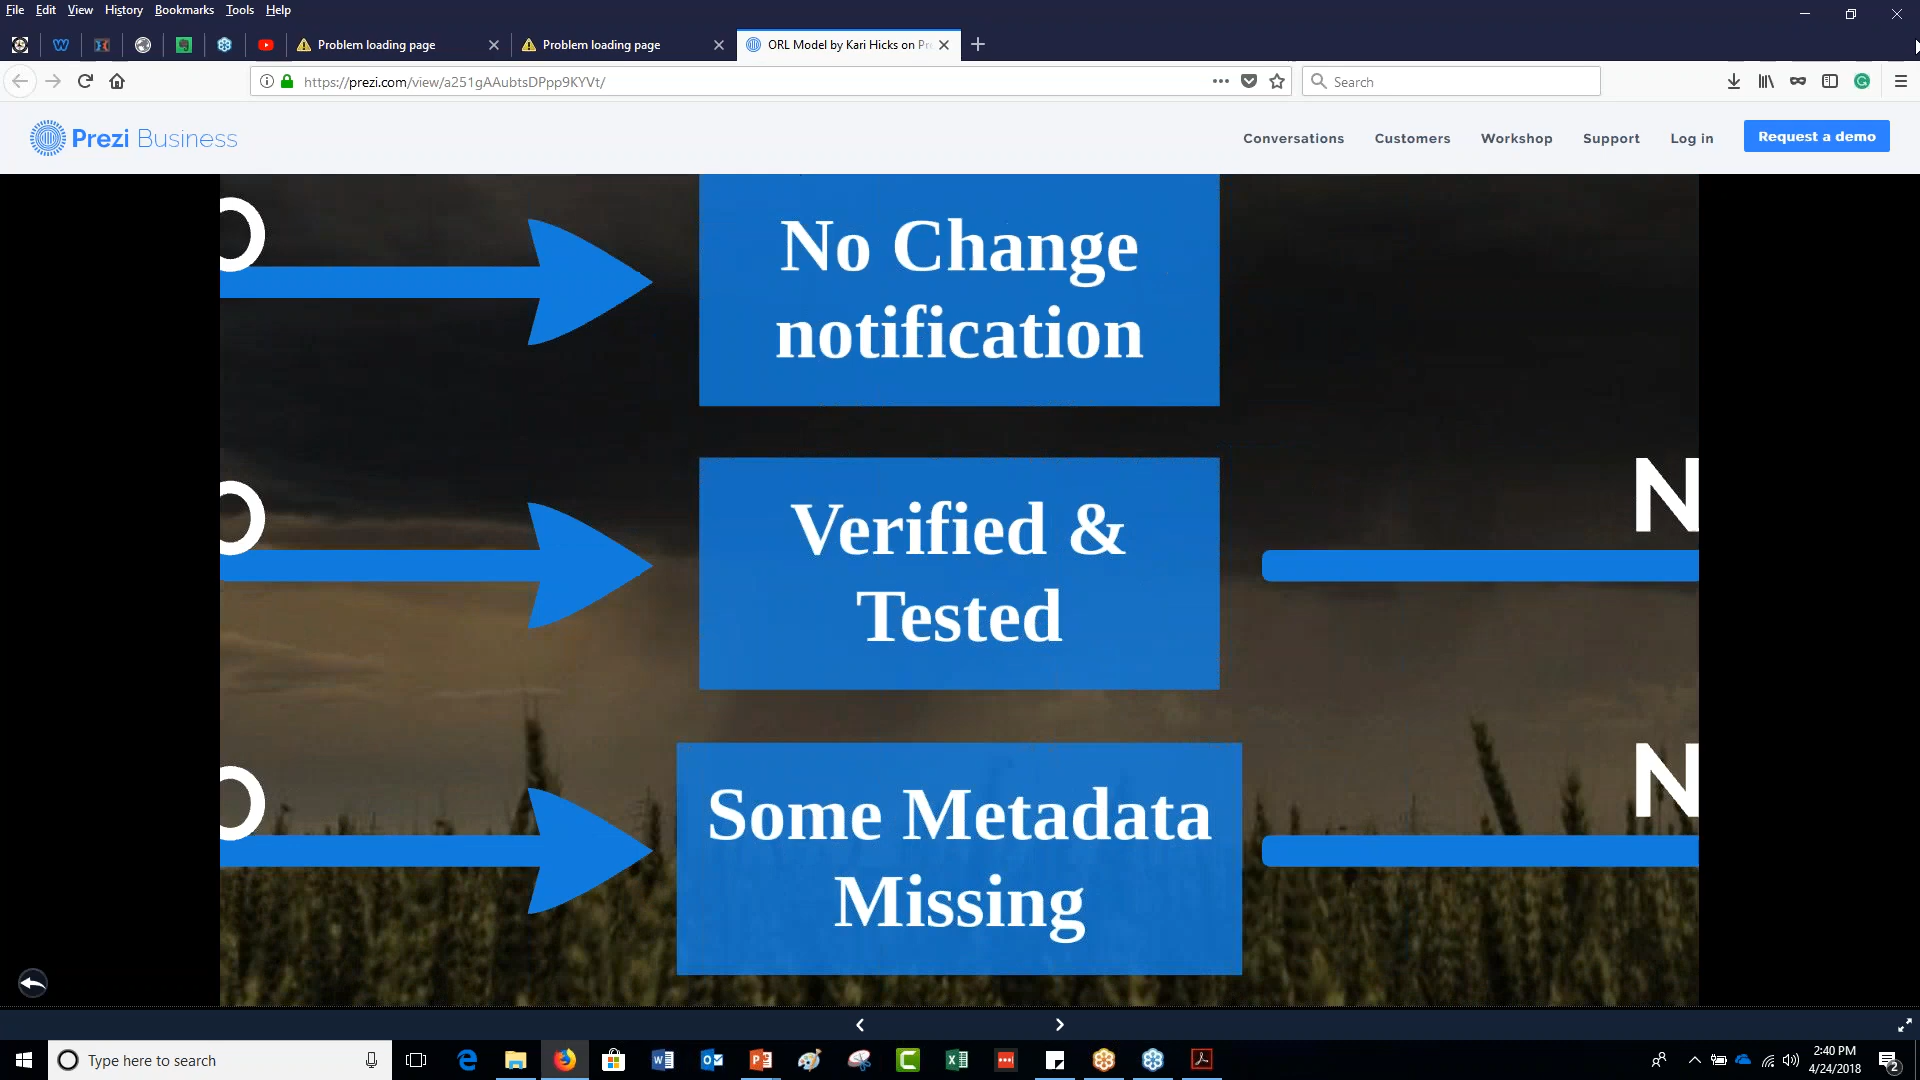 File Edit View History Bookmarks Tools Help
Problem loading page
Problem loading page
ORL Model by Kari Hicks on Pre
https://prezi.com/view/a251gAAubtsDPpp9KYVt/
Search
Prezi Business
Conversations
Customers
Workshop
Support
Log in
Request a demo
O
No Change
notification
O
Verified &
Tested
N
O
Some Metadata
Missing
N
Type here to search
2:40 PM
4/24/2018
2